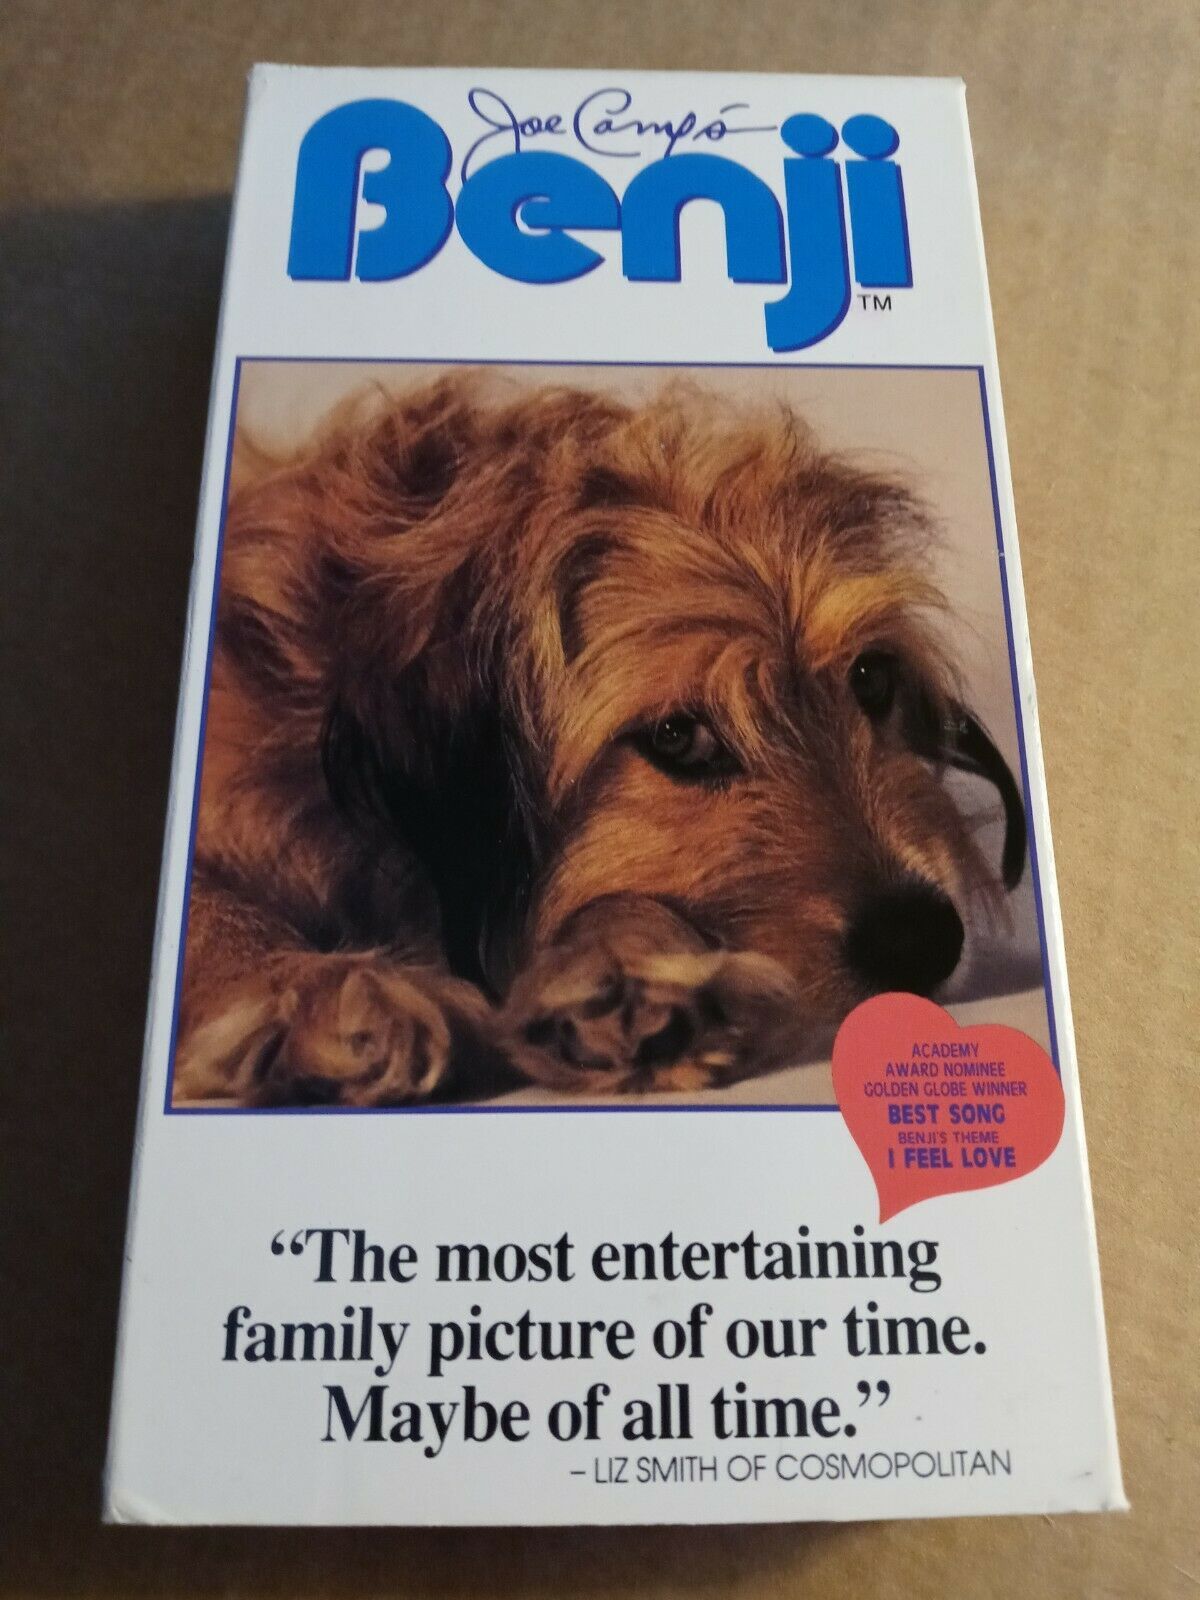 Joe Camp's
Benji
TM
ACADEMY
AWARD NOMINEE
GOLDEN GLOBE WINNER
BEST SONG
BENJI'S THEME
I FEEL LOVE
“The most entertaining
family picture of our time.
Maybe of all time.”
– LIZ SMITH OF COSMOPOLITAN